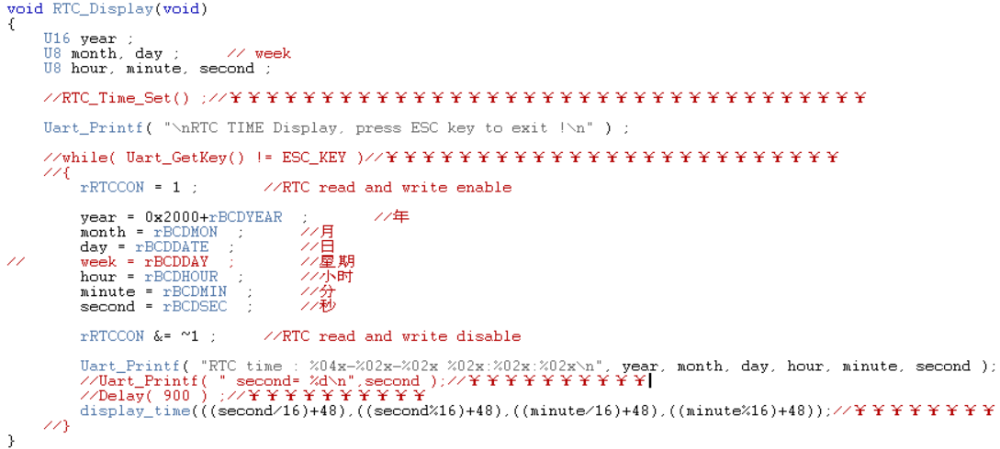 void RTC_Display(void)
{
    U16 year ;
    U8 month, day ;     // week
    U8 hour, minute, second ;
    //RTC_Time_Set() ;//¥¥¥¥¥¥¥¥¥¥¥¥¥¥¥¥¥¥¥¥¥¥¥¥¥¥¥¥¥¥¥¥¥¥¥
    Uart_Printf( "\nRTC TIME Display, press ESC key to exit !\n" ) ;
    //while( Uart_GetKey() != ESC_KEY )//¥¥¥¥¥¥¥¥¥¥¥¥¥¥¥¥¥¥¥¥¥¥¥¥¥
    //{
        rRTCCON = 1 ;       //RTC read and write enable
        year = 0x2000+rBCDYEAR  ;       //年
        month = rBCDMON  ;      //月
        day = rBCDDATE  ;       //日
//      week = rBCDDAY  ;       //星期
        hour = rBCDHOUR  ;      //小时
        minute = rBCDMIN  ;     //分
        second = rBCDSEC  ;     //秒
        rRTCCON &= ~1 ;     //RTC read and write disable
        Uart_Printf( "RTC time : %04x-%02x-%02x %02x:%02x:%02x\n", year, month, day, hour, minute, second );
        //Uart_Printf( " second= %d\n",second );//¥¥¥¥¥¥¥¥¥¥
        //Delay( 900 ) ;//¥¥¥¥¥¥¥¥¥¥
        display_time(((second/16)+48),((second%16)+48),((minute/16)+48),((minute%16)+48));//¥¥¥¥¥¥¥¥
    //}
}